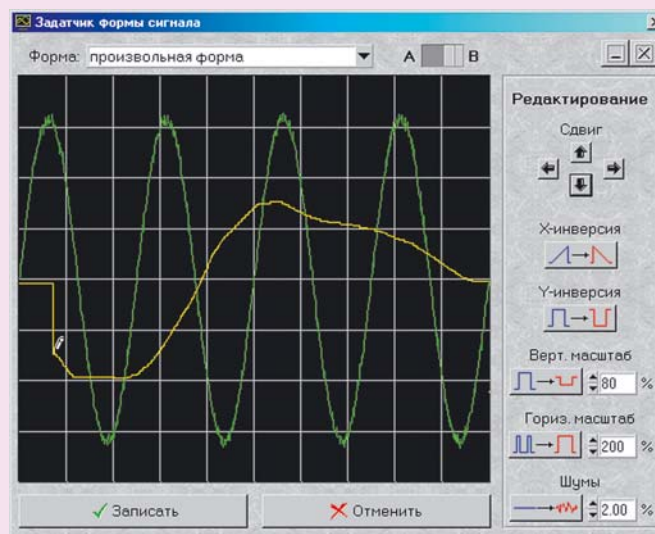 Задатчик формы сигнала
Форма: произвольная форма
A B
Редактирование
Сдвиг
X-инверсия
Y-инверсия
Верт. масштаб
80 %
Гориз. масштаб
200 %
Шумы
2.00 %
Записать
Отменить